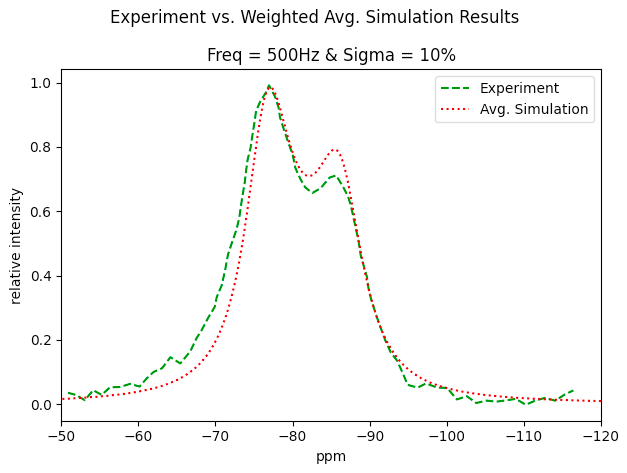 Experiment vs. Weighted Avg. Simulation Results
Freq = 500Hz & Sigma = 10%
Experiment
Avg. Simulation
relative intensity
1.0
0.8
0.6
0.4
0.2
0.0
−50 −60 −70 −80 −90 −100 −110 −120
ppm